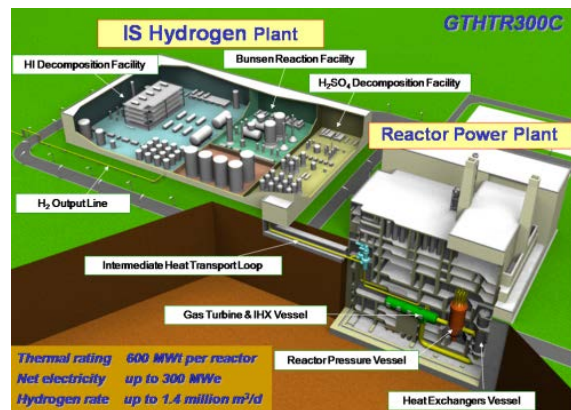 GTHTR300C
IS Hydrogen Plant
HI Decomposition Facility
Bunsen Reaction Facility
H₂SO₄ Decomposition Facility
Reactor Power Plant
H₂ Output Line
Intermediate Heat Transport Loop
Gas Turbine & IHX Vessel
Reactor Pressure Vessel
Heat Exchangers Vessel
Thermal rating 600 MWt per reactor
Net electricity up to 300 MWe
Hydrogen rate up to 1.4 million m³/d